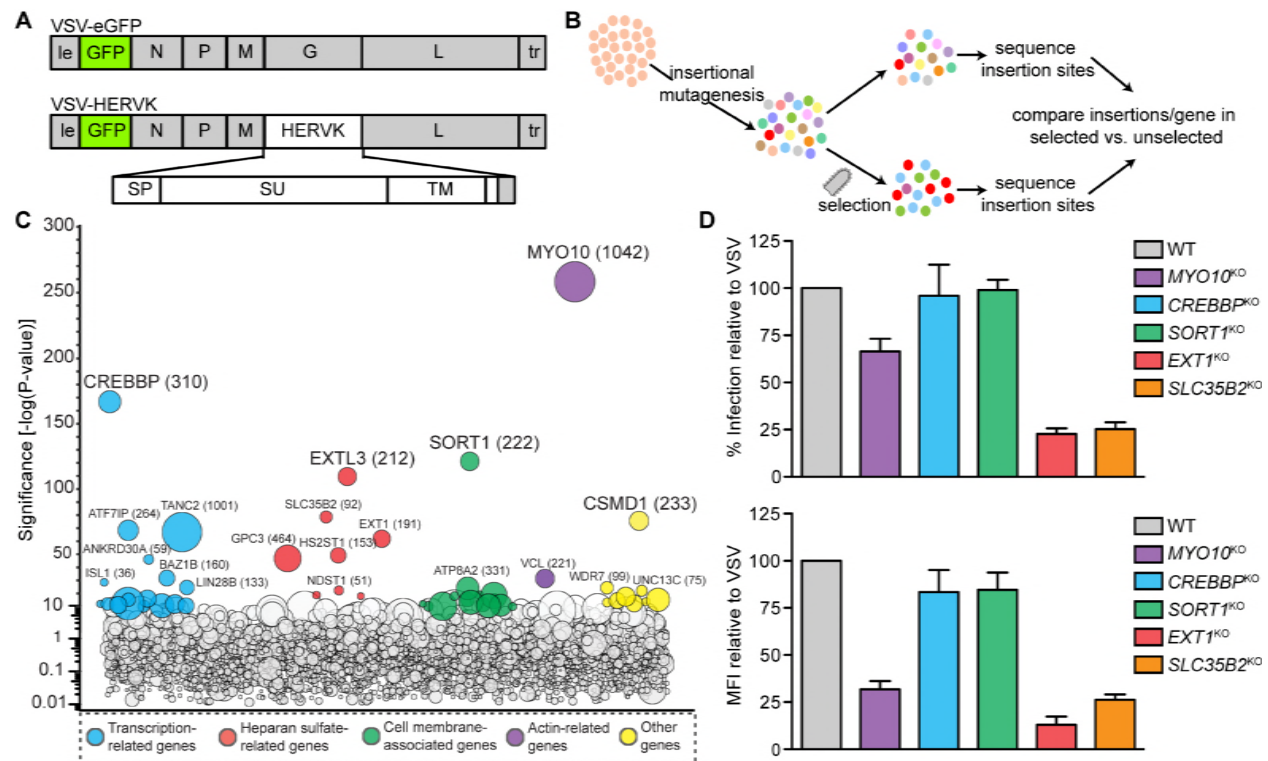 A
VSV-eGFP
le GFP N P M G L tr
VSV-HERVK
le GFP N P M HERVK L tr
SP SU TM
B
insertional
mutagenesis
selection
sequence
insertion sites
sequence
insertion sites
compare insertions/gene in
selected vs. unselected
C
Significance [-log(P-value)]
300
250
200
150
100
50
10
1
0.1
0.01
MYO10 (1042)
CREBBP (310)
SORT1 (222)
EXTL3 (212)
CSMD1 (233)
SLC35B2 (92)
ATF7IP (264)
TANC2 (1001)
EXT1 (191)
GPC3 (464)
HS2ST1 (153)
ANKRD30A (59)
BAZ1B (160)
ISL1 (36)
LIN28B (133)
NDST1 (51)
ATP8A2 (331)
VCL (221)
WDR7 (99)
UNC13C (75)
Transcription-
related genes
Heparan sulfate-
related genes
Cell membrane-
associated genes
Actin-related
genes
Other
genes
D
% Infection relative to VSV
125
100
75
50
25
0
WT
MYO10KO
CREBBPKO
SORT1KO
EXT1KO
SLC35B2KO
MFI relative to VSV
125
100
75
50
25
0
WT
MYO10KO
CREBBPKO
SORT1KO
EXT1KO
SLC35B2KO